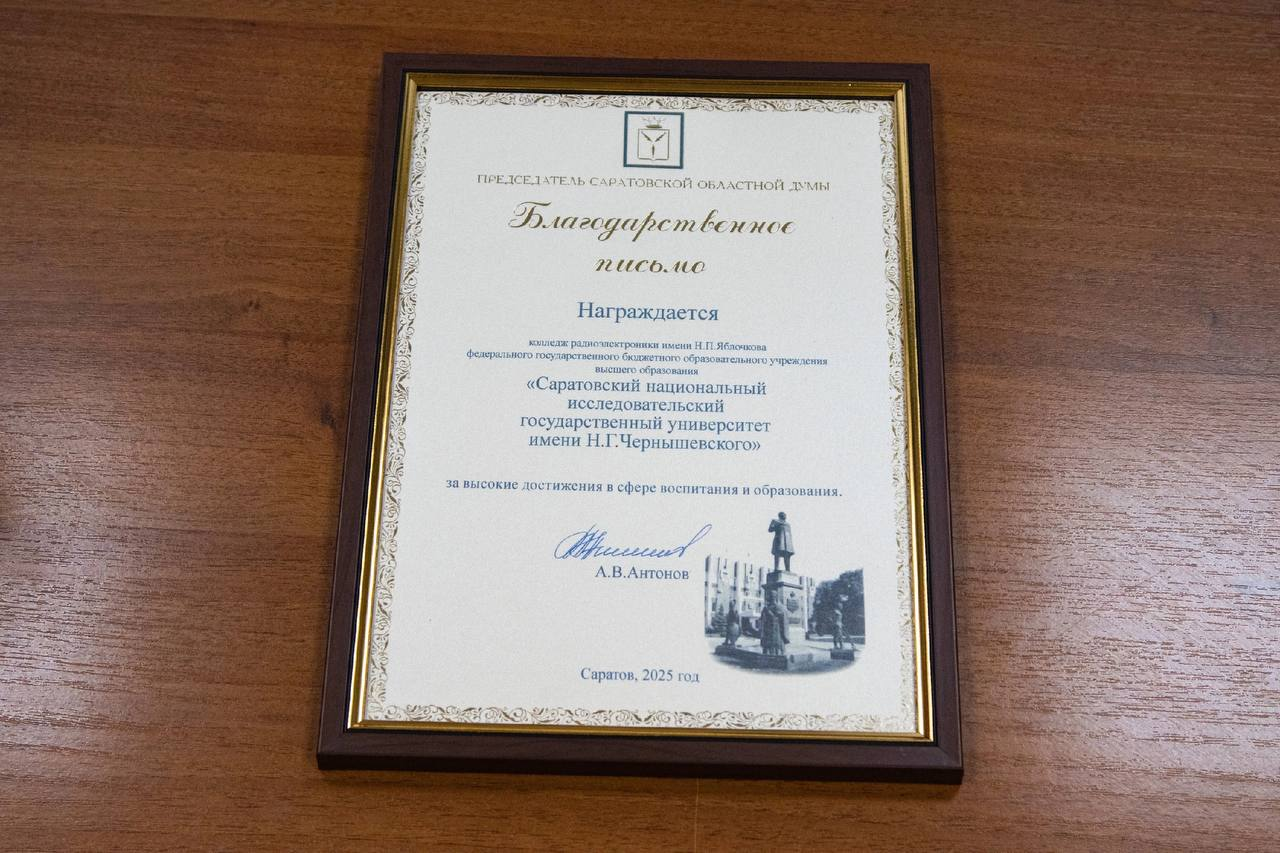 ПРЕДСЕДАТЕЛЬ САРАТОВСКОЙ ОБЛАСТНОЙ ДУМЫ
Благодарственное
письмо
Награждается
колледж радиоэлектроники имени Н.П.Яблочкова
федерального государственного бюджетного образовательного учреждения
высшего образования
«Саратовский национальный
исследовательский
государственный университет
имени Н.Г.Чернышевского»
за высокие достижения в сфере воспитания и образования.
А.В.Антонов
Саратов, 2025 год